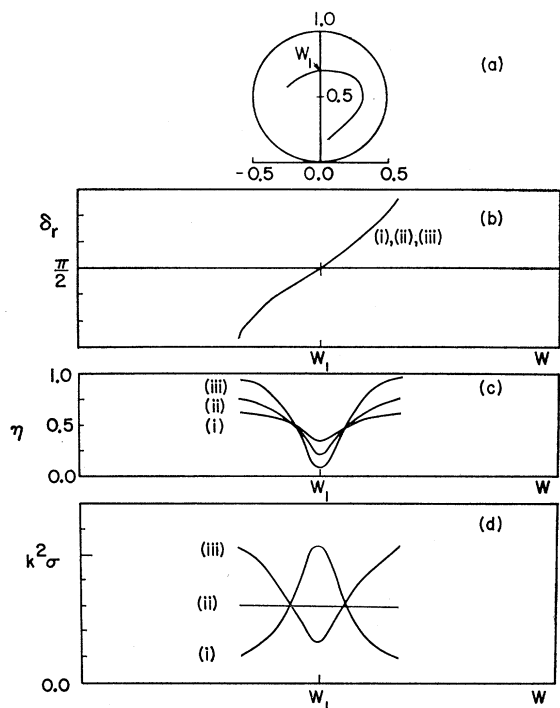 1.0
W₁
(a)
0.5
-0.5 0.0 0.5
δᵣ
(b)
(i),(ii),(iii)
π/2
W₁ W
1.0
(iii)
(c)
(ii)
η 0.5
(i)
0.0
W₁ W
(d)
(iii)
k²σ
(ii)
(i)
0.0
W₁ W